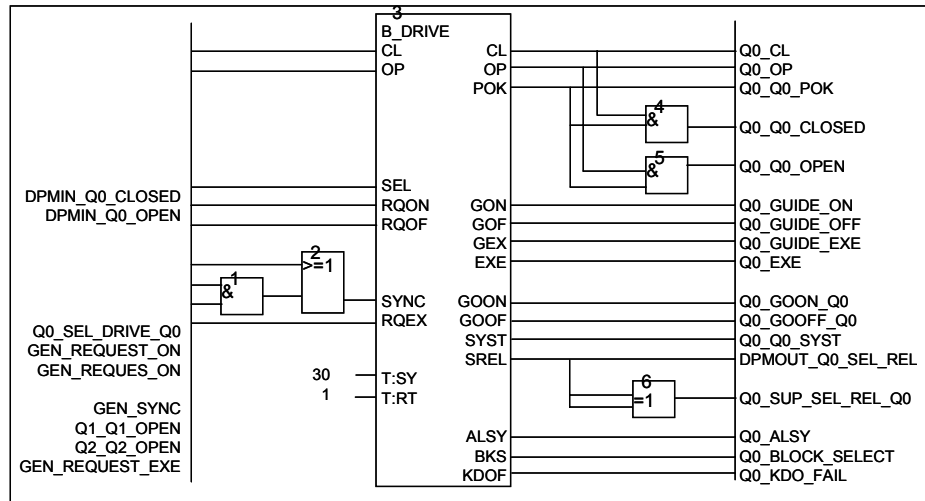 3
B_DRIVE
CL CL Q0_CL
OP OP Q0_OP
POK Q0_Q0_POK
4
&
Q0_Q0_CLOSED
5
&
Q0_Q0_OPEN
SEL
DPMIN_Q0_CLOSED
RQON GON Q0_GUIDE_ON
DPMIN_Q0_OPEN
RQOF GOF Q0_GUIDE_OFF
GEX Q0_GUIDE_EXE
2
>=1
EXE Q0_EXE
1
&
SYNC GOON Q0_GOON_Q0
RQEX GOOF Q0_GOOFF_Q0
Q0_SEL_DRIVE_Q0
SYST Q0_Q0_SYST
GEN_REQUEST_ON
SREL DPMOUT_Q0_SEL_REL
GEN_REQUES_ON
30 T:SY
6
=1
1 T:RT
Q0_SUP_SEL_REL_Q0
GEN_SYNC
Q1_Q1_OPEN
ALSY Q0_ALSY
Q2_Q2_OPEN
BKS Q0_BLOCK_SELECT
GEN_REQUEST_EXE
KDOF Q0_KDO_FAIL